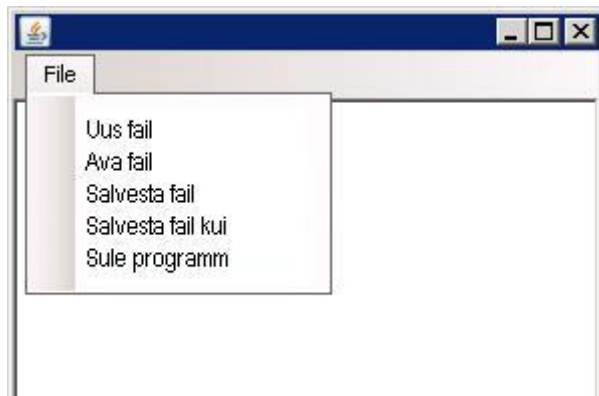 File
Uus fail
Ava fail
Salvesta fail
Salvesta fail kui
Sule programm